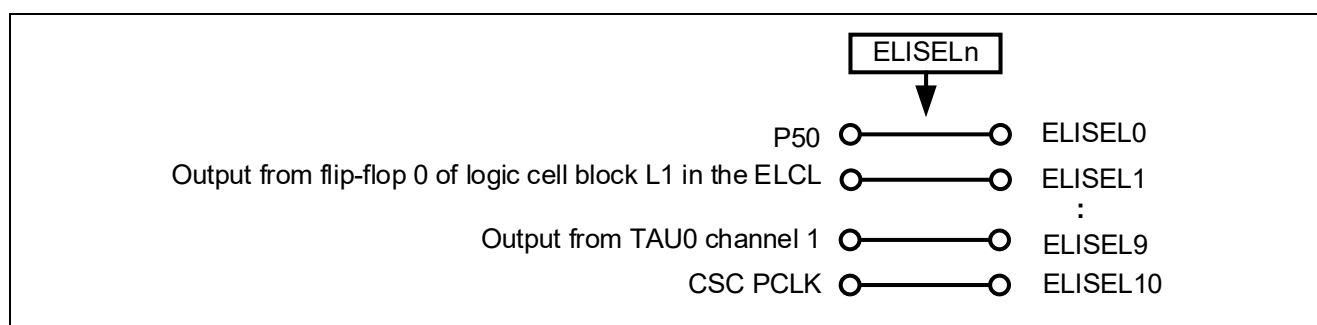 ELISELn
P50 ELISEL0
Output from flip-flop 0 of logic cell block L1 in the ELCL ELISEL1
:
Output from TAU0 channel 1 ELISEL9
CSC PCLK ELISEL10